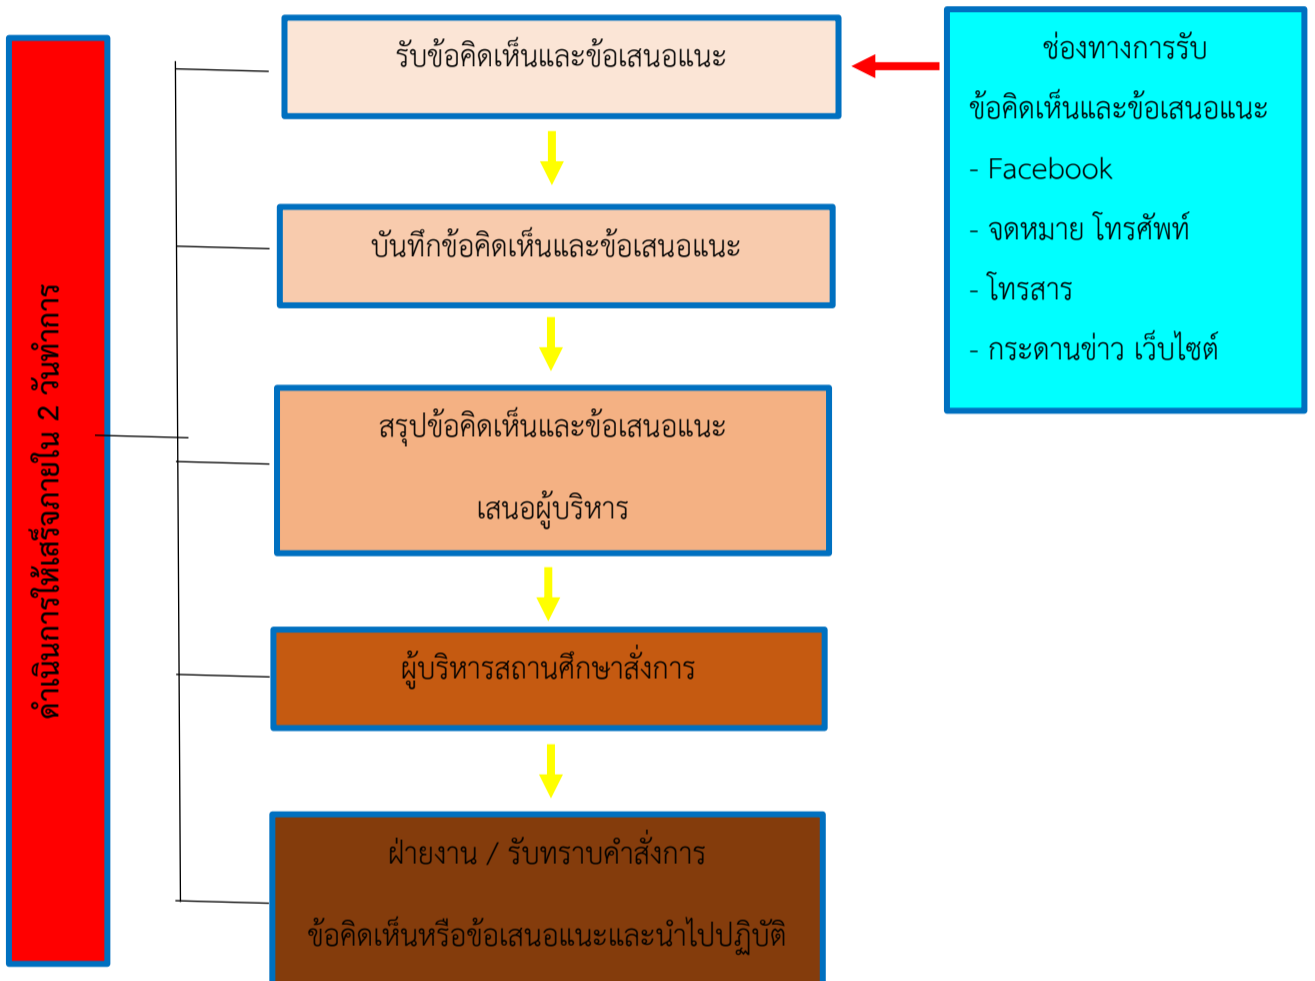 รับข้อคิดเห็นและข้อเสนอแนะ
ช่องทางการรับ
ข้อคิดเห็นและข้อเสนอแนะ
- Facebook
- จดหมาย โทรศัพท์
- โทรสาร
- กระดานข่าว เว็บไซต์
บันทึกข้อคิดเห็นและข้อเสนอแนะ
ดำเนินการให้เสร็จภายใน 2 วันทำการ
สรุปข้อคิดเห็นและข้อเสนอแนะ
เสนอผู้บริหาร
ผู้บริหารสถานศึกษาสั่งการ
ฝ่ายงาน / รับทราบคำสั่งการ
ข้อคิดเห็นหรือข้อเสนอแนะและนำไปปฏิบัติ